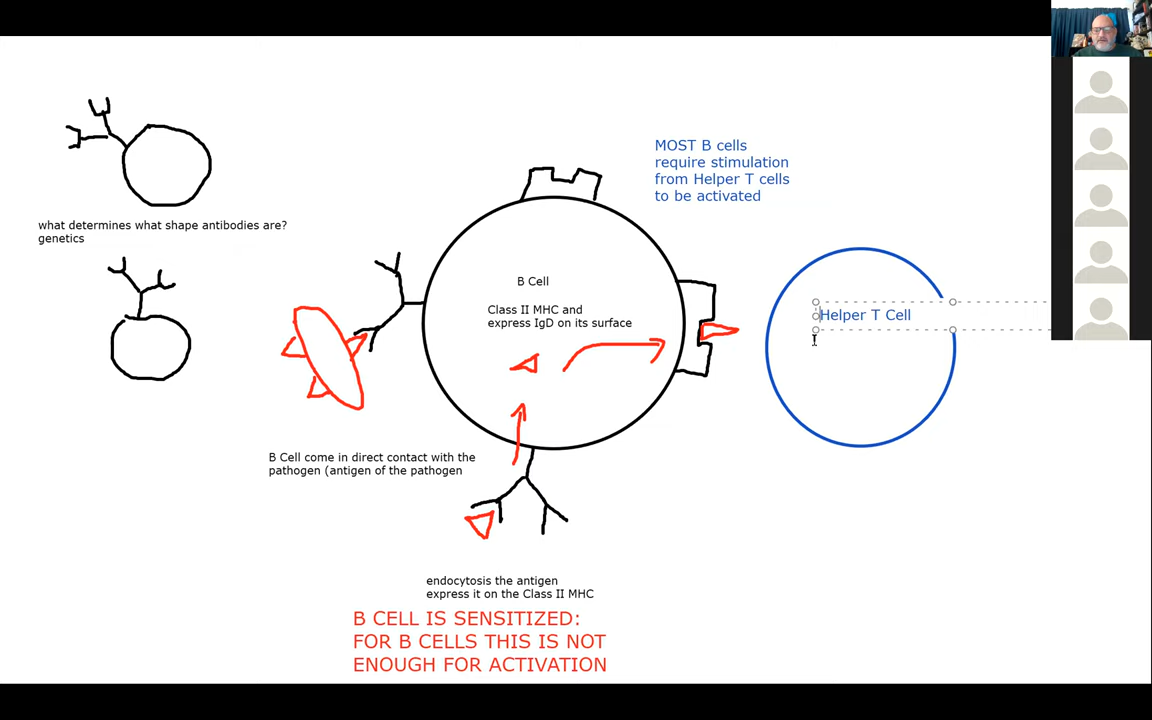 MOST B cells
require stimulation
from Helper T cells
to be activated
what determines what shape antibodies are?
genetics
B Cell
Class II MHC and
express IgD on its surface
Helper T Cell
B Cell come in direct contact with the
pathogen (antigen of the pathogen
endocytosis the antigen
express it on the Class II MHC
B CELL IS SENSITIZED:
FOR B CELLS THIS IS NOT
ENOUGH FOR ACTIVATION